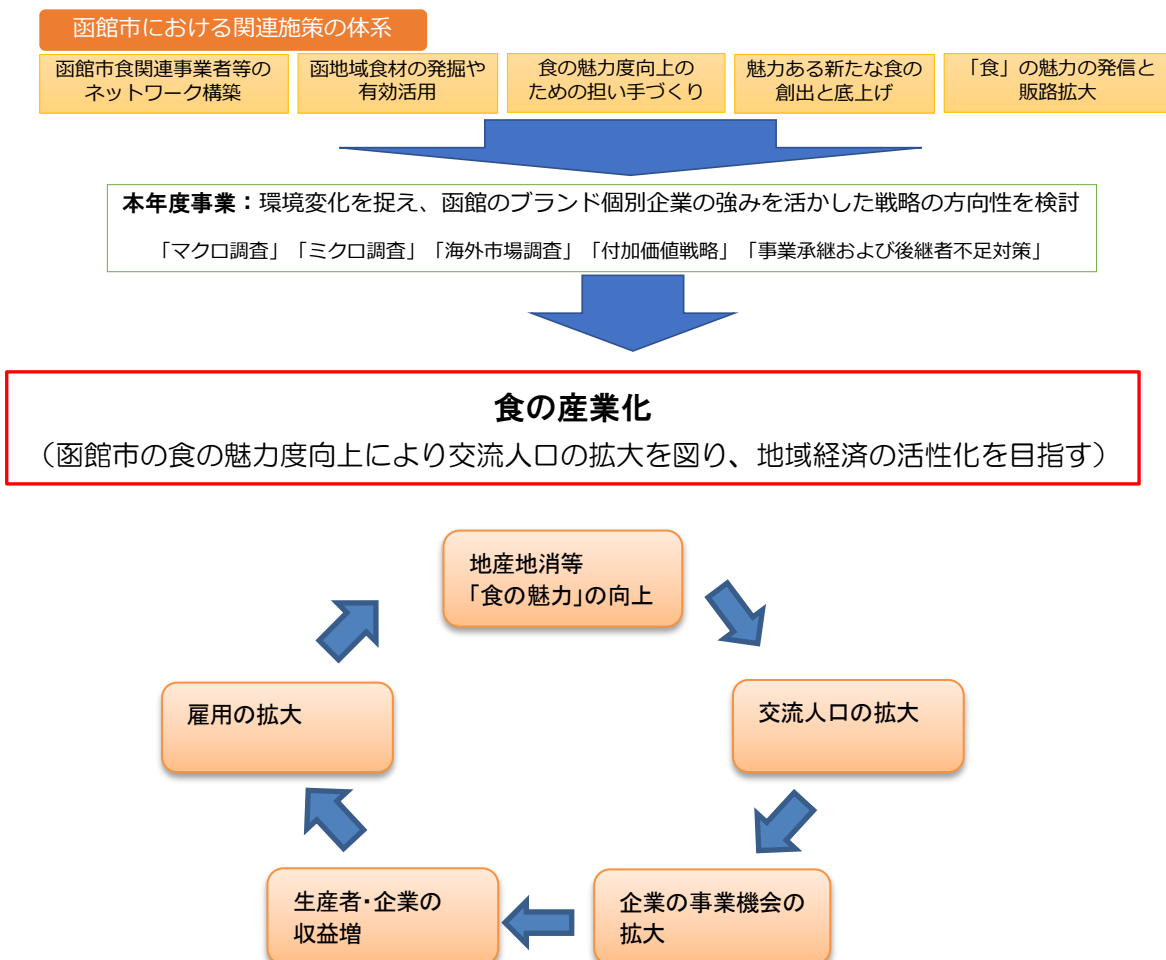 函館市における関連施策の体系
函館市食関連事業者等の
ネットワーク構築
函地域食材の発掘や
有効活用
食の魅力度向上の
ための担い手づくり
魅力ある新たな食の
創出と底上げ
「食」の魅力の発信と
販路拡大
本年度事業：環境変化を捉え、函館のブランド個別企業の強みを活かした戦略の方向性を検討
「マクロ調査」「ミクロ調査」「海外市場調査」「付加価値戦略」「事業承継および後継者不足対策」
食の産業化
（函館市の食の魅力度向上により交流人口の拡大を図り、地域経済の活性化を目指す）
地産地消等
「食の魅力」の向上
雇用の拡大
交流人口の拡大
生産者・企業の
収益増
企業の事業機会の
拡大